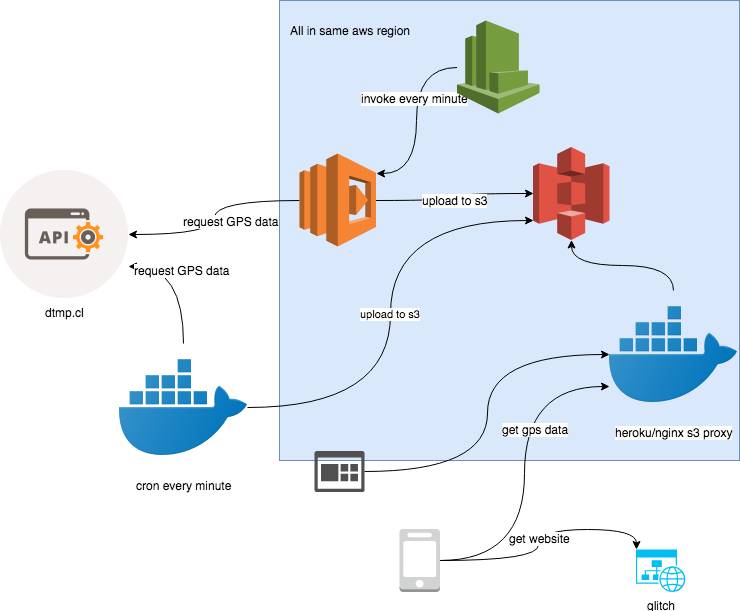 All in same aws region
invoke every minute
upload to s3
request GPS data
API
request GPS data
dtmp.cl
upload to s3
get gps data
heroku/nginx s3 proxy
cron every minute
get website
glitch